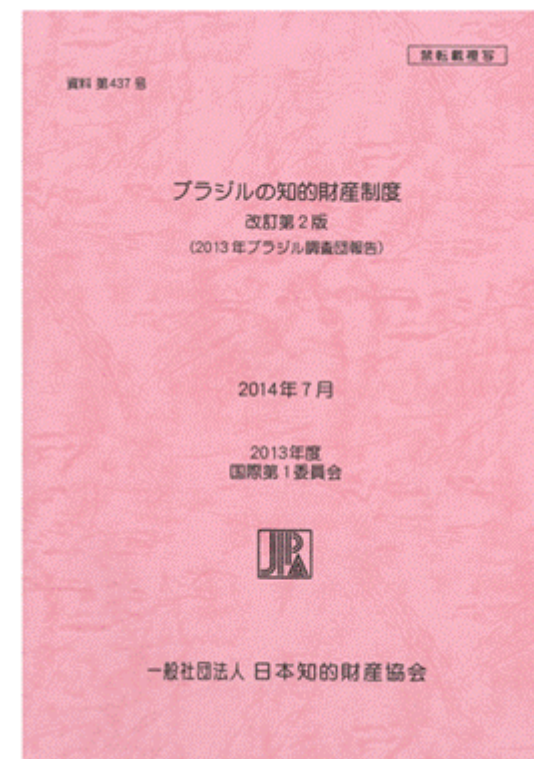 禁転載複写
資料 第437号
ブラジルの知的財産制度
改訂第2版
(2013年ブラジル調査団報告)
2014年7月
2013年度
国際第1委員会
JIPA
一般社団法人 日本知的財産協会